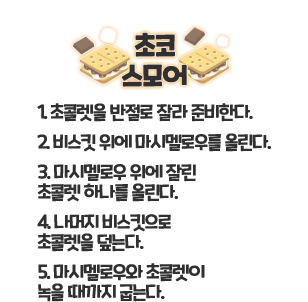 초코
스모어
1. 초콜렛을 반절로 잘라 준비한다.
2. 비스킷 위에 마시멜로우를 올린다.
3. 마시멜로우 위에 잘린
초콜렛 하나를 올린다.
4. 나머지 비스킷으로
초콜렛을 덮는다.
5. 마시멜로우와 초콜렛이
녹을 때까지 굽는다.